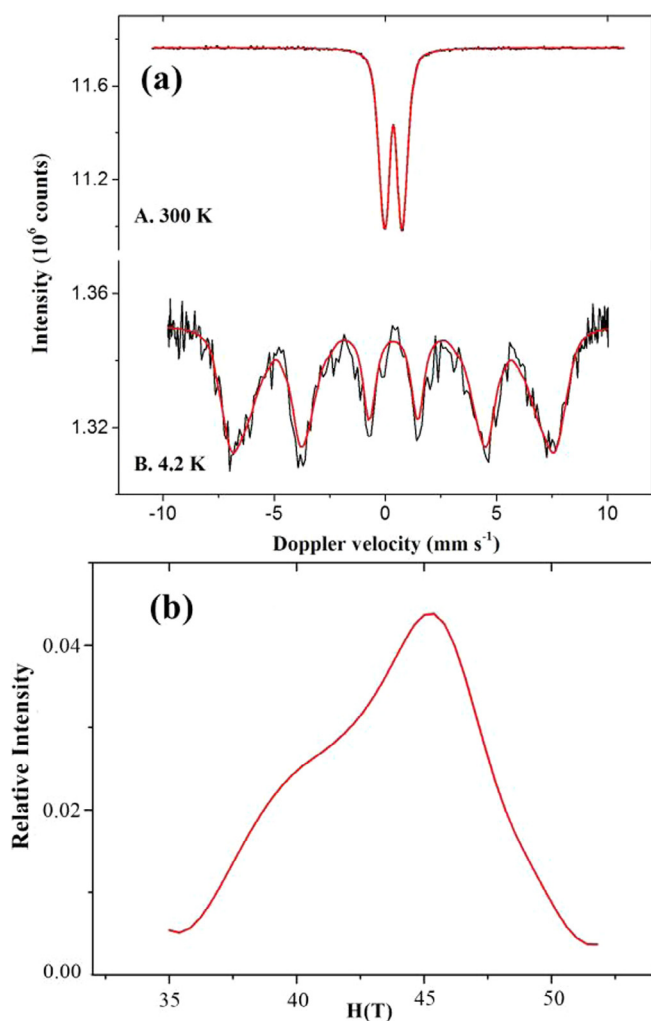 (a)
11.6
11.2
A. 300 K
Intensity (10⁶ counts)
1.36
1.32
B. 4.2 K
-10 -5 0 5 10
Doppler velocity (mm s⁻¹)
(b)
0.04
Relative Intensity
0.02
0.00
35 40 45 50
H(T)